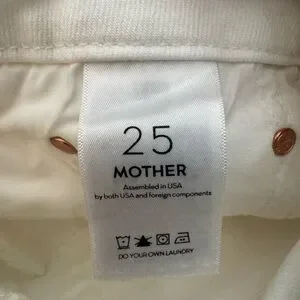 25
MOTHER
Assembled in USA
by both USA and foreign components
DO YOUR OWN LAUNDRY